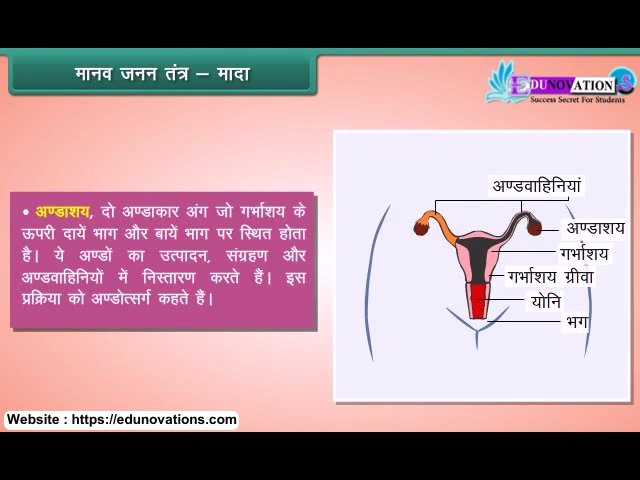 मानव जनन तंत्र – मादा
EDUNOVATIONS
Success Secret For Students
• अण्डाशय, दो अण्डाकार अंग जो गर्भाशय के
ऊपरी दायें भाग और बायें भाग पर स्थित होता
है। ये अण्डों का उत्पादन, संग्रहण और
अण्डवाहिनियों में निस्तारण करते हैं। इस
प्रक्रिया को अण्डोत्सर्ग कहते हैं।
अण्डवाहिनियां
अण्डाशय
गर्भाशय
गर्भाशय ग्रीवा
योनि
भग
Website : https://edunovations.com